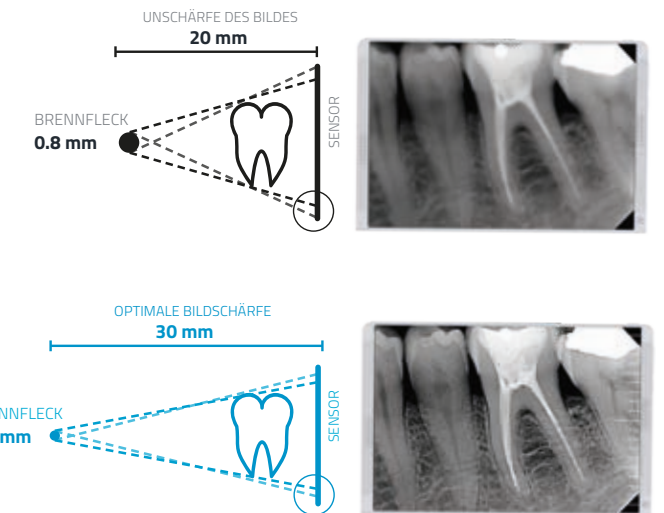 UNSCHÄRFE DES BILDES
20 mm
BRENNFLECK
0.8 mm
SENSOR
OPTIMALE BILDSCHÄRFE
30 mm
NNFLECK
mm
SENSOR